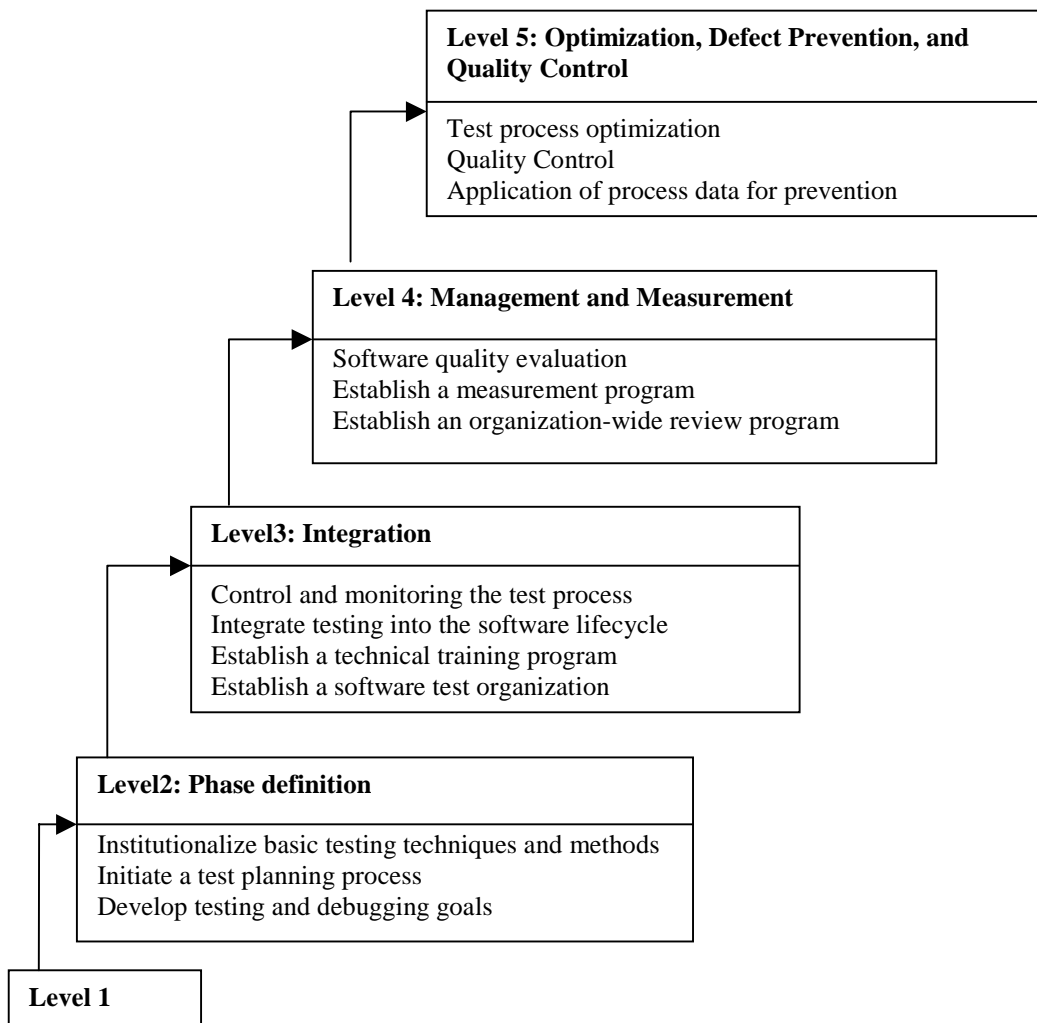 Level 5: Optimization, Defect Prevention, and
Quality Control
Test process optimization
Quality Control
Application of process data for prevention
Level 4: Management and Measurement
Software quality evaluation
Establish a measurement program
Establish an organization-wide review program
Level3: Integration
Control and monitoring the test process
Integrate testing into the software lifecycle
Establish a technical training program
Establish a software test organization
Level2: Phase definition
Institutionalize basic testing techniques and methods
Initiate a test planning process
Develop testing and debugging goals
Level 1